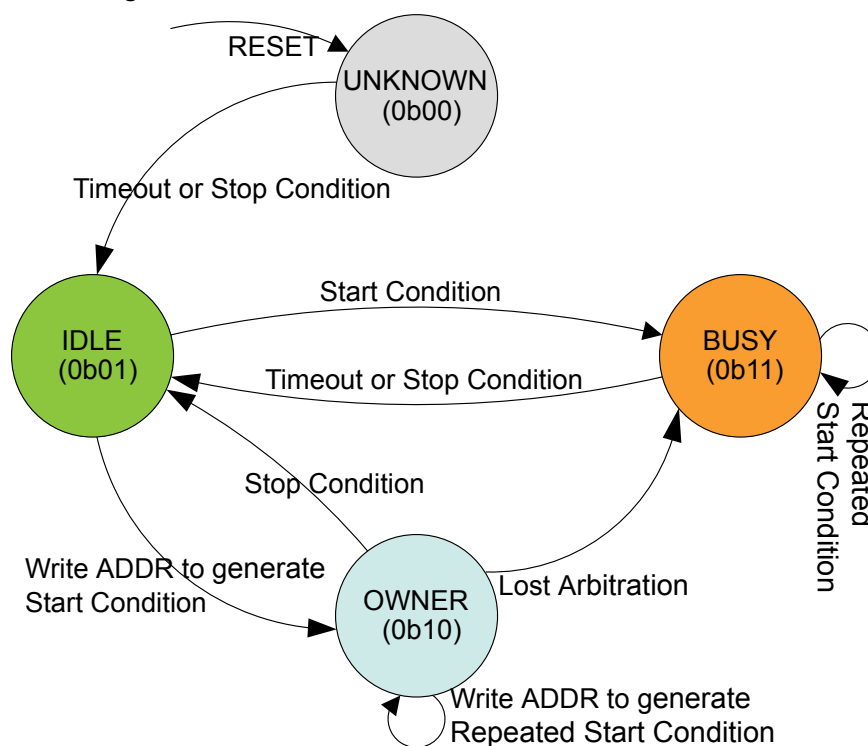 RESET
UNKNOWN
(0b00)
Timeout or Stop Condition
Start Condition
IDLE
(0b01)
BUSY
(0b11)
Timeout or Stop Condition
Repeated
Start Condition
Stop Condition
Write ADDR to generate
Start Condition
Lost Arbitration
OWNER
(0b10)
Write ADDR to generate
Repeated Start Condition